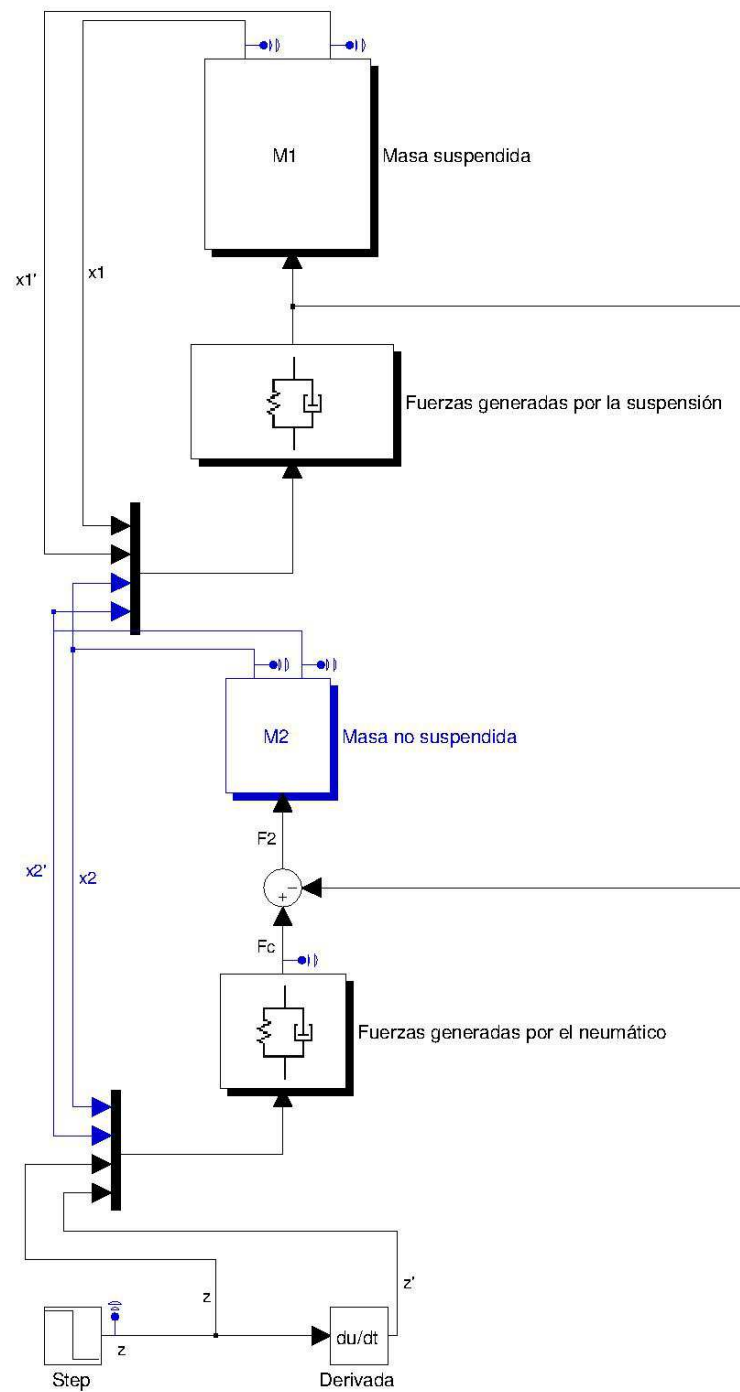 M1
Masa suspendida
x1'
x1
Fuerzas generadas por la suspensión
M2
Masa no suspendida
F2
x2'
x2
−
+
Fc
Fuerzas generadas por el neumático
z
z'
z
du/dt
Step
Derivada